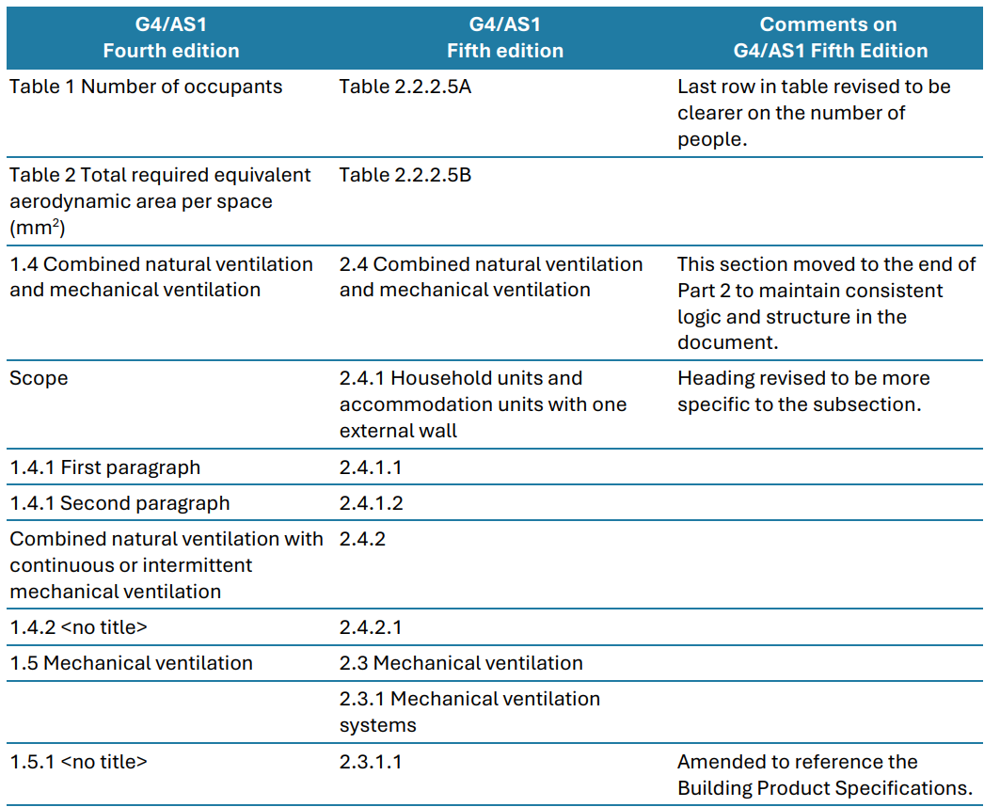 G4/AS1
Fourth edition
G4/AS1
Fifth edition
Comments on
G4/AS1 Fifth Edition
Table 1 Number of occupants
Table 2.2.2.5A
Last row in table revised to be
clearer on the number of
people.
Table 2 Total required equivalent
aerodynamic area per space
(mm²)
Table 2.2.2.5B
1.4 Combined natural ventilation
and mechanical ventilation
2.4 Combined natural ventilation
and mechanical ventilation
This section moved to the end of
Part 2 to maintain consistent
logic and structure in the
document.
Scope
2.4.1 Household units and
accommodation units with one
external wall
Heading revised to be more
specific to the subsection.
1.4.1 First paragraph
2.4.1.1
1.4.1 Second paragraph
2.4.1.2
Combined natural ventilation with
continuous or intermittent
mechanical ventilation
2.4.2
1.4.2 <no title>
2.4.2.1
1.5 Mechanical ventilation
2.3 Mechanical ventilation
2.3.1 Mechanical ventilation
systems
1.5.1 <no title>
2.3.1.1
Amended to reference the
Building Product Specifications.